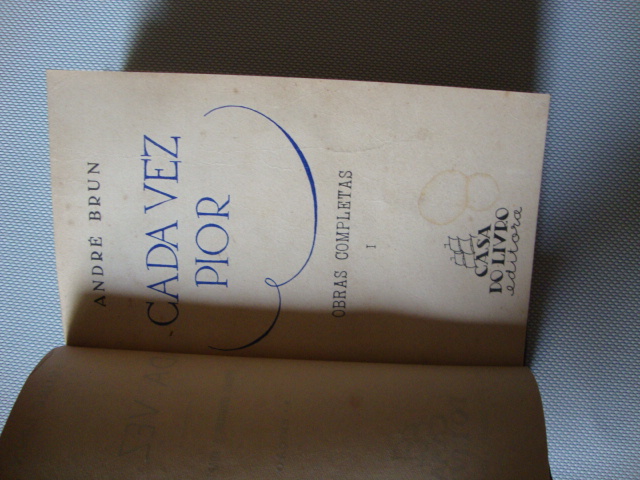 ANDRÉ BRUN
CADA VEZ
PIOR
OBRAS COMPLETAS
I
CASA
DO LIVRO
editora